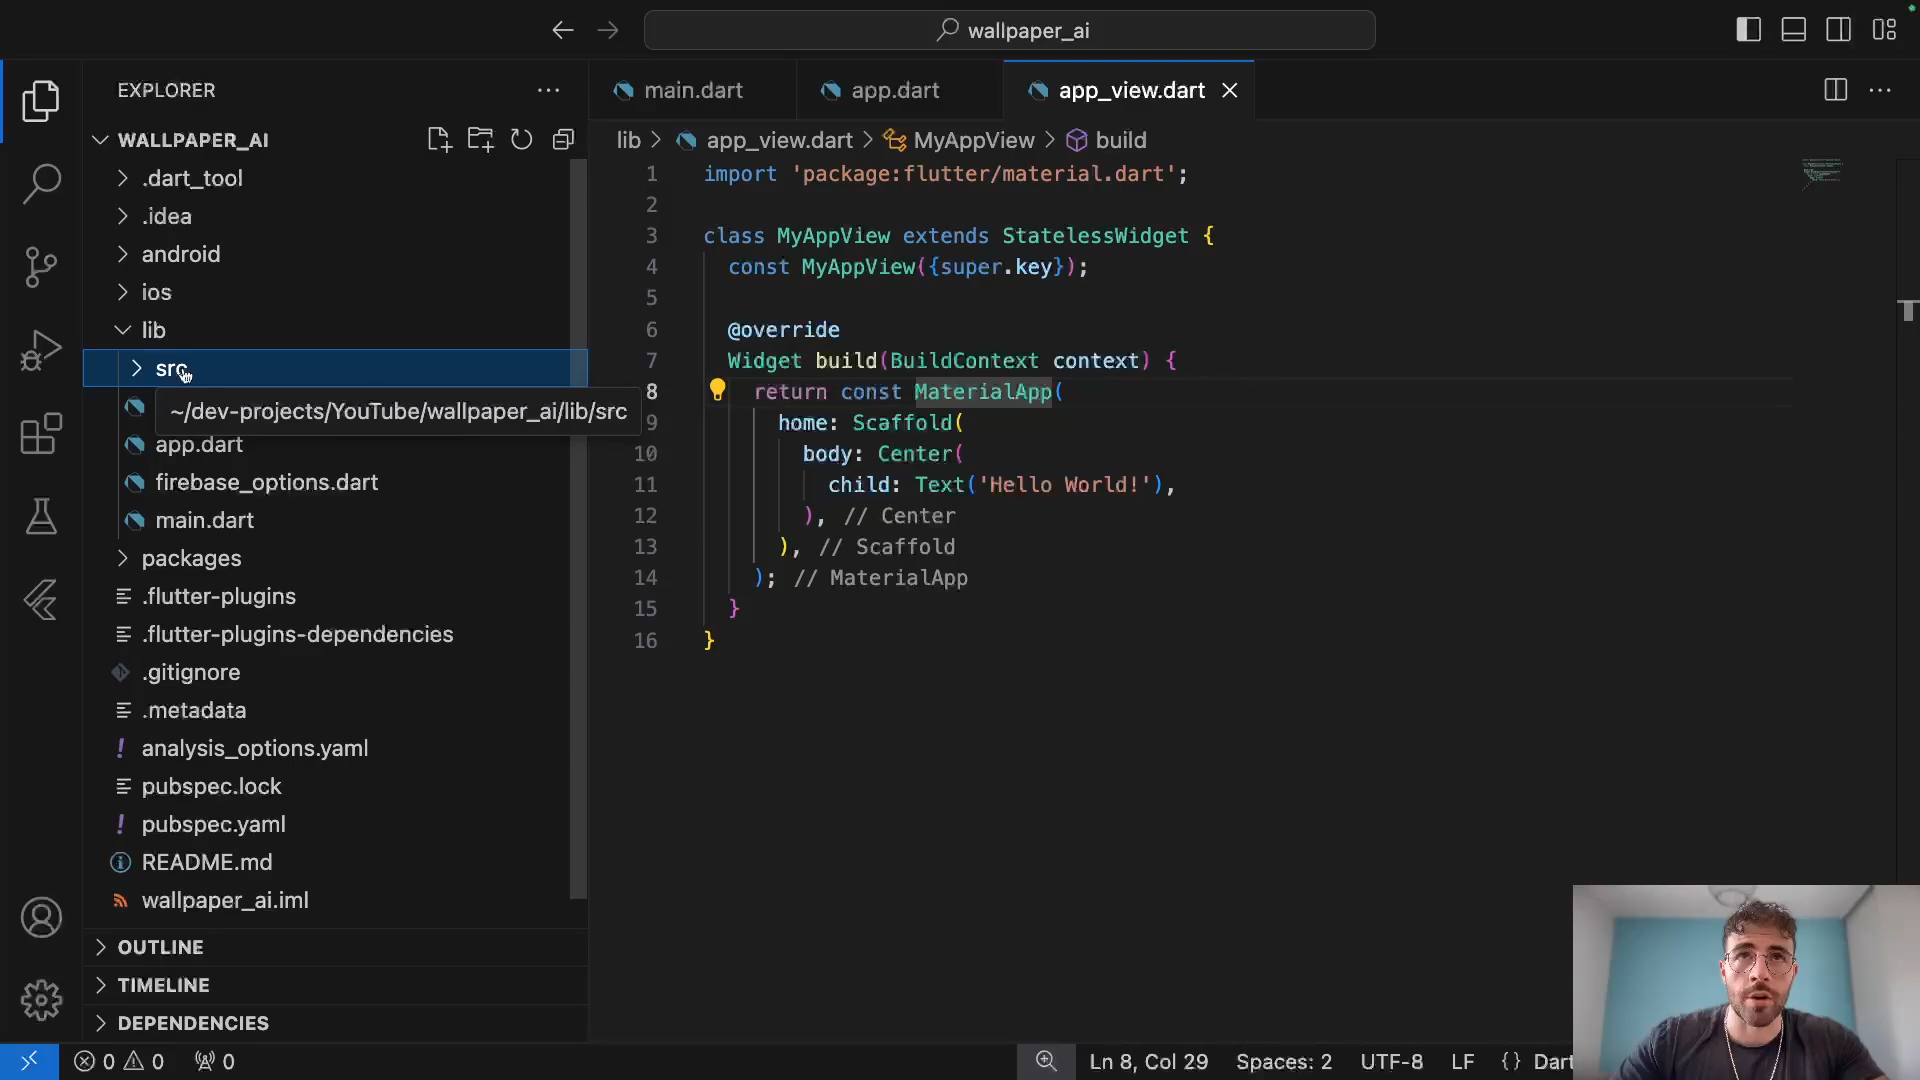 wallpaper_ai
EXPLORER
WALLPAPER_AI
.dart_tool
.idea
android
ios
lib
src
~/dev-projects/YouTube/wallpaper_ai/lib/src
app.dart
firebase_options.dart
main.dart
packages
.flutter-plugins
.flutter-plugins-dependencies
.gitignore
.metadata
analysis_options.yaml
pubspec.lock
pubspec.yaml
README.md
wallpaper_ai.iml
OUTLINE
TIMELINE
DEPENDENCIES
main.dart
app.dart
app_view.dart
lib > app_view.dart > MyAppView > build
1 import 'package:flutter/material.dart';
2
3 class MyAppView extends StatelessWidget {
4 const MyAppView({super.key});
5
6 @override
7 Widget build(BuildContext context) {
8 return const MaterialApp(
9 home: Scaffold(
10 body: Center(
11 child: Text('Hello World!'),
12 ), // Center
13 ), // Scaffold
14 ); // MaterialApp
15 }
16 }
0 0 0
Ln 8, Col 29 Spaces: 2 UTF-8 LF {} Dart